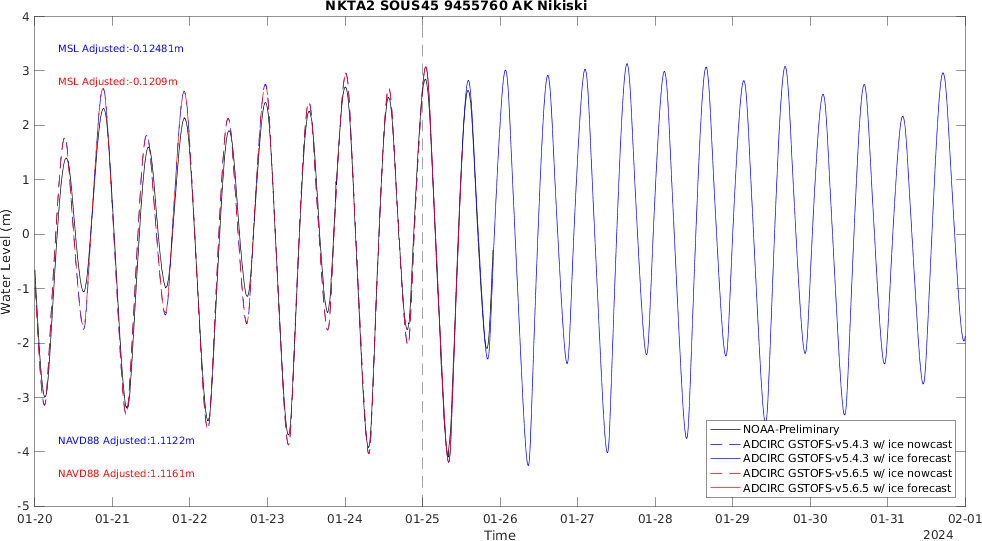 NKTA2 SOUS45 9455760 AK Nikiski
4
3
2
1
0
-1
-2
-3
-4
-5
Water Level (m)
MSL Adjusted:-0.12481m
MSL Adjusted:-0.1209m
NAVD88 Adjusted:1.1122m
NAVD88 Adjusted:1.1161m
NOAA-Preliminary
ADCIRC GSTOFS-v5.4.3 w/ ice nowcast
ADCIRC GSTOFS-v5.4.3 w/ ice forecast
ADCIRC GSTOFS-v5.6.5 w/ ice nowcast
ADCIRC GSTOFS-v5.6.5 w/ ice forecast
01-20 01-21 01-22 01-23 01-24 01-25 01-26 01-27 01-28 01-29 01-30 01-31 02-01
Time
2024